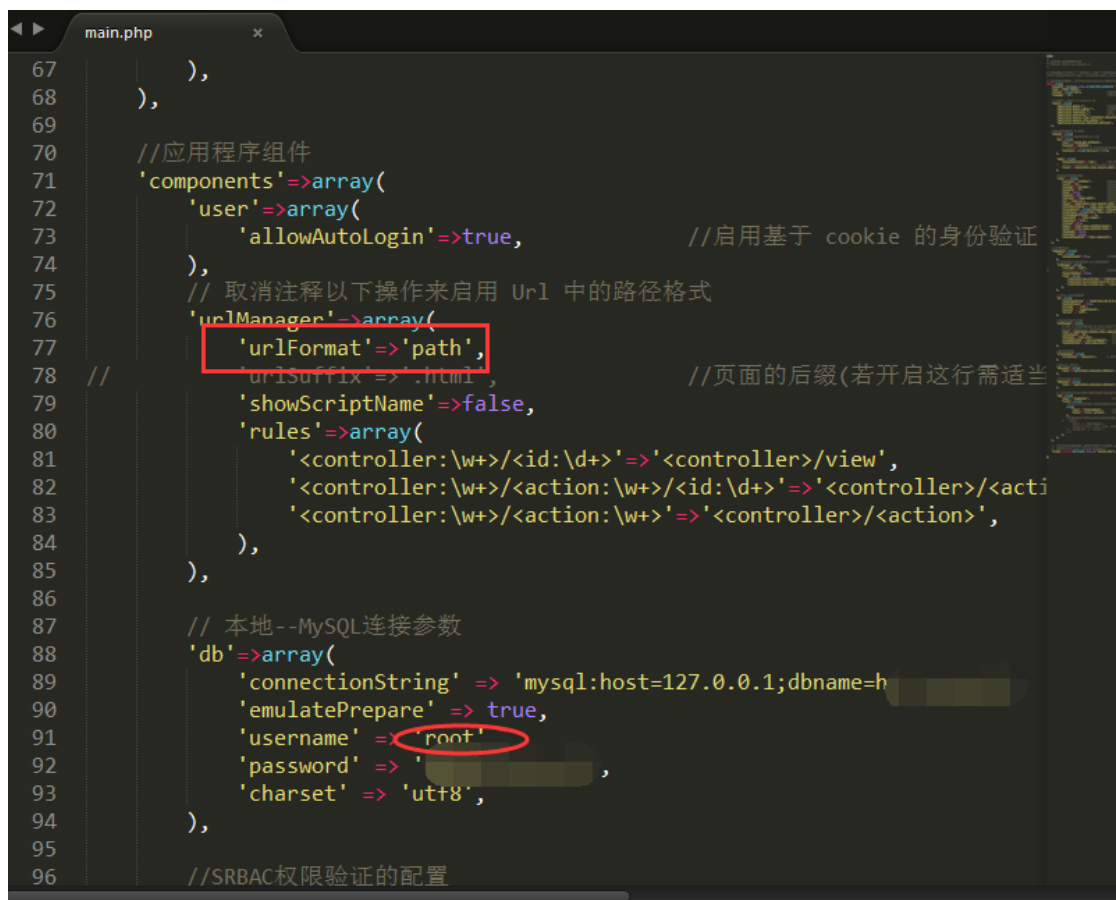 main.php ×
67 ),
68 ),
69
70 //应用程序组件
71 'components'=>array(
72 'user'=>array(
73 'allowAutoLogin'=>true, //启用基于 cookie 的身份验证
74 ),
75 // 取消注释以下操作来启用 Url 中的路径格式
76 'urlManager'=>array(
77 'urlFormat'=>'path',
78 // 'urlSuffix'=>'.html', //页面的后缀(若开启这行需适当
79 'showScriptName'=>false,
80 'rules'=>array(
81 '<controller:\w+>/<id:\d+>'=>'<controller>/view',
82 '<controller:\w+>/<action:\w+>/<id:\d+>'=>'<controller>/<acti
83 '<controller:\w+>/<action:\w+>'=>'<controller>/<action>',
84 ),
85 ),
86
87 // 本地--MySQL连接参数
88 'db'=>array(
89 'connectionString' => 'mysql:host=127.0.0.1;dbname=h
90 'emulatePrepare' => true,
91 'username' => 'root'
92 'password' => ' ,
93 'charset' => 'utf8',
94 ),
95
96 //SRBAC权限验证的配置